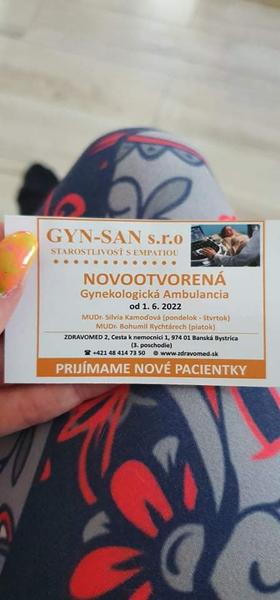 GYN-SAN s.r.o
STAROSTLIVOSŤ S EMPATIOU
NOVOOTVORENÁ
Gynekologická Ambulancia
od 1. 6. 2022
MUDr. Silvia Kamodová (pondelok - štvrtok)
MUDr. Bohumil Rychtárech (piatok)
ZDRAVOMED 2, Cesta k nemocnici 1, 974 01 Banská Bystrica
(3. poschodie)
☎ +421 48 414 73 50 ⊕ www.zdravomed.sk
PRIJÍMAME NOVÉ PACIENTKY